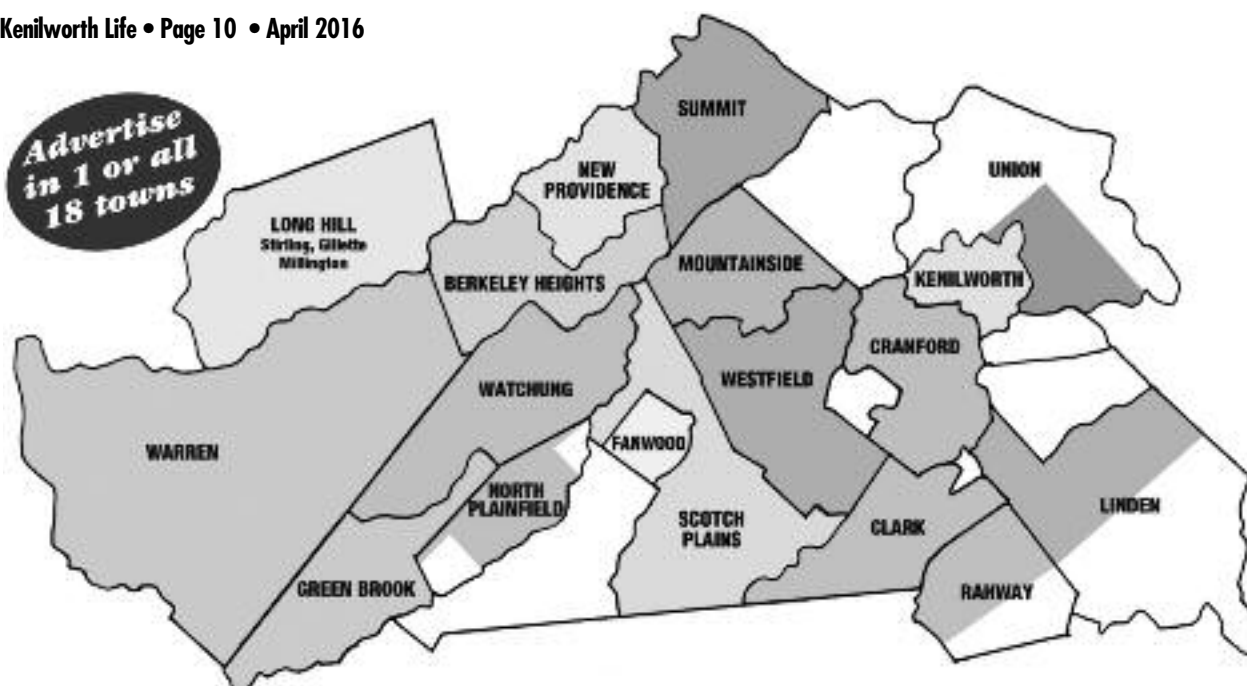 Kenilworth Life • Page 10 • April 2016
Advertise
in 1 or all
18 towns
SUMMIT
NEW
PROVIDENCE
UNION
LONG HILL
Stirling, Gillette
Millington
BERKELEY HEIGHTS
MOUNTAINSIDE
KENILWORTH
CRANFORD
WATCHUNG
WESTFIELD
WARREN
FANWOOD
NORTH
PLAINFIELD
SCOTCH
PLAINS
CLARK
LINDEN
GREEN BROOK
RAHWAY